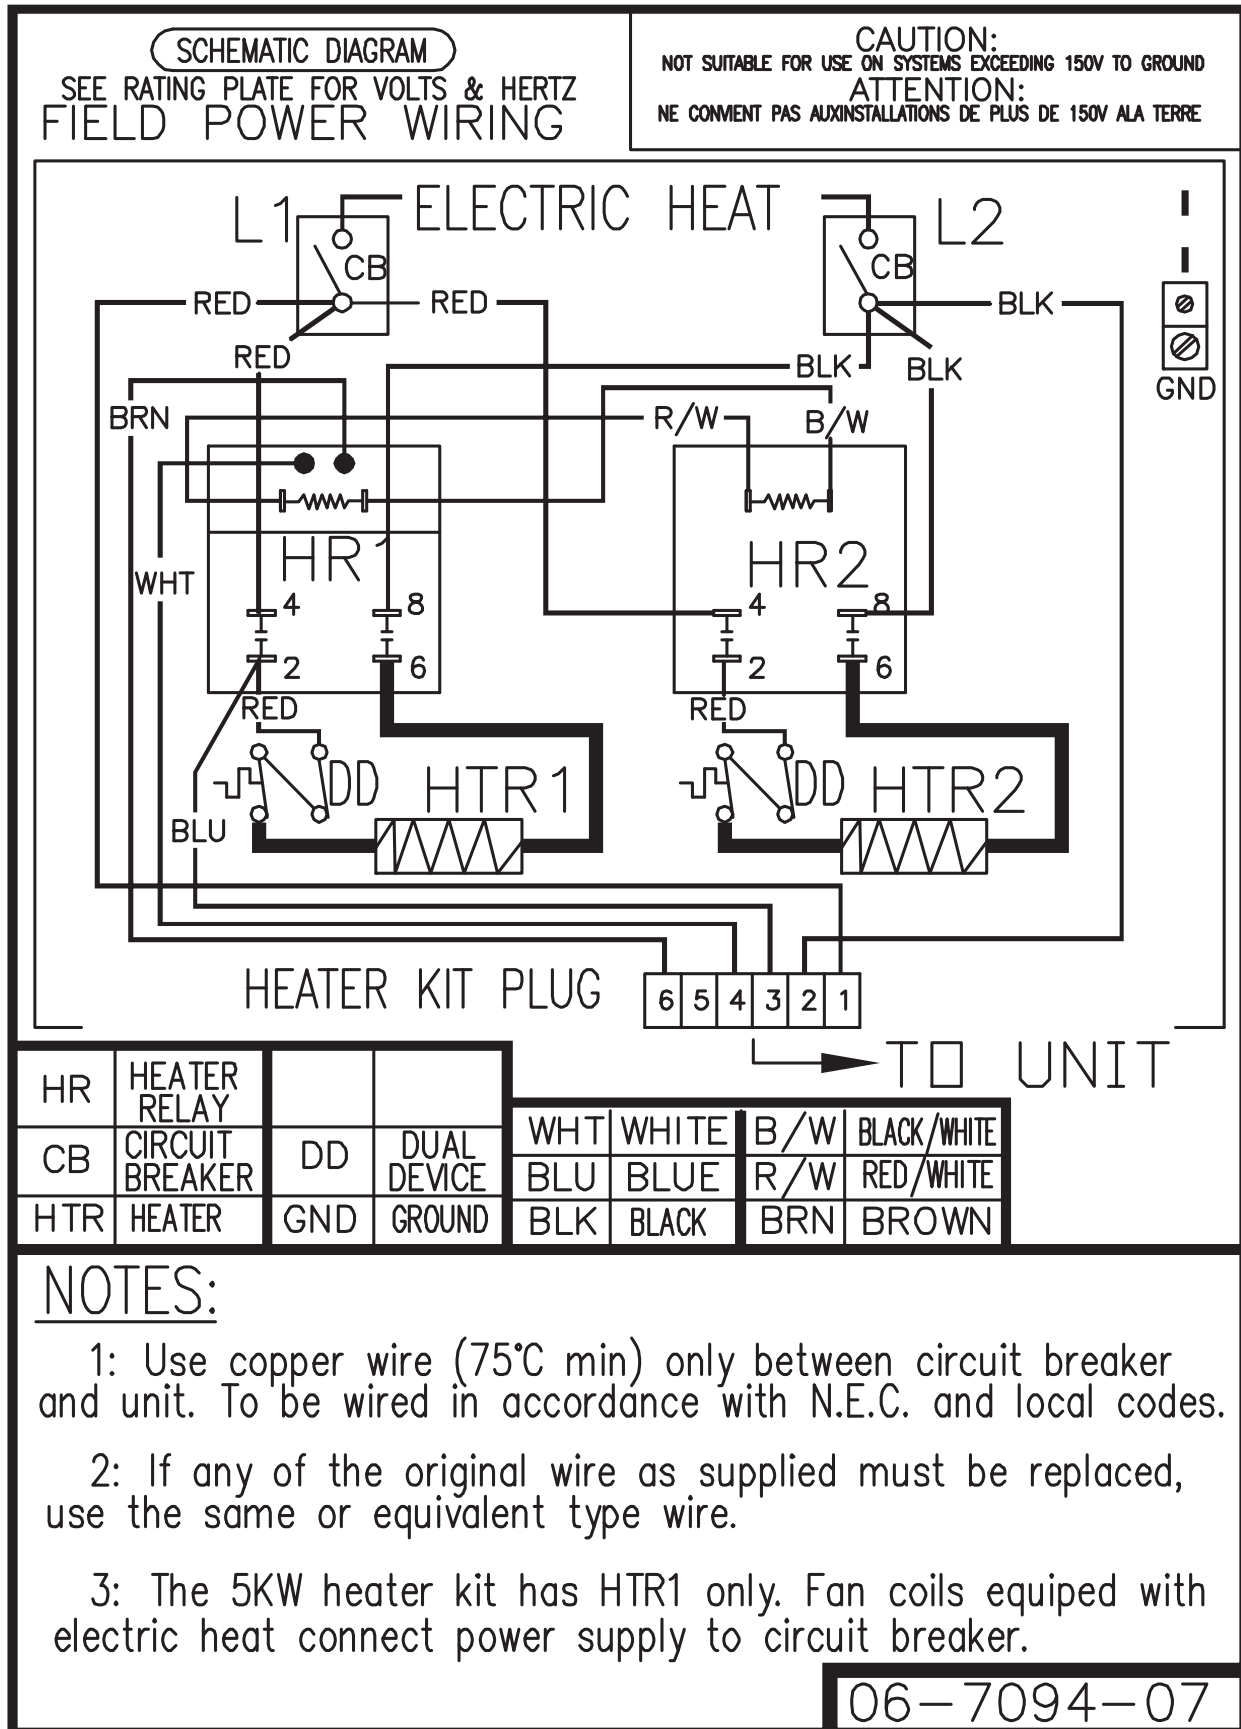 SCHEMATIC DIAGRAM
SEE RATING PLATE FOR VOLTS & HERTZ
FIELD POWER WIRING
CAUTION:
NOT SUITABLE FOR USE ON SYSTEMS EXCEEDING 150V TO GROUND
ATTENTION:
NE CONVIENT PAS AUXINSTALLATIONS DE PLUS DE 150V ALA TERRE
L1 ELECTRIC HEAT L2
CB CB
RED RED BLK
RED BLK BLK GND
BRN R/W B/W
HR1 HR2
WHT
4 8 4 8
2 6 2 6
RED RED
DD HTR1 DD HTR2
BLU
HEATER KIT PLUG 6 5 4 3 2 1
TO UNIT
HR HEATER RELAY
CB CIRCUIT BREAKER DD DUAL DEVICE
HTR HEATER GND GROUND
WHT WHITE B/W BLACK/WHITE
BLU BLUE R/W RED/WHITE
BLK BLACK BRN BROWN
NOTES:
1: Use copper wire (75°C min) only between circuit breaker
and unit. To be wired in accordance with N.E.C. and local codes.
2: If any of the original wire as supplied must be replaced,
use the same or equivalent type wire.
3: The 5KW heater kit has HTR1 only. Fan coils equiped with
electric heat connect power supply to circuit breaker.
06-7094-07